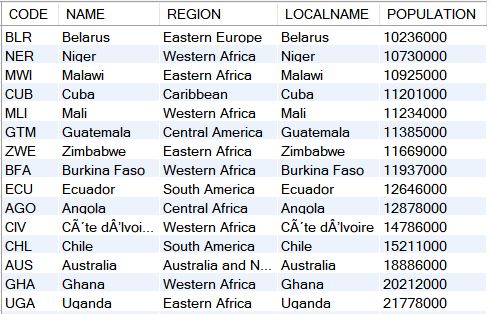 CODE NAME REGION LOCALNAME POPULATION
BLR Belarus Eastern Europe Belarus 10236000
NER Niger Western Africa Niger 10730000
MWI Malawi Eastern Africa Malawi 10925000
CUB Cuba Caribbean Cuba 11201000
MLI Mali Western Africa Mali 11234000
GTM Guatemala Central America Guatemala 11385000
ZWE Zimbabwe Eastern Africa Zimbabwe 11669000
BFA Burkina Faso Western Africa Burkina Faso 11937000
ECU Ecuador South America Ecuador 12646000
AGO Angola Central Africa Angola 12878000
CIV CÃ´te dÂ’Ivoi... Western Africa CÃ´te dÂ’Ivoire 14786000
CHL Chile South America Chile 15211000
AUS Australia Australia and N... Australia 18886000
GHA Ghana Western Africa Ghana 20212000
UGA Uganda Eastern Africa Uganda 21778000